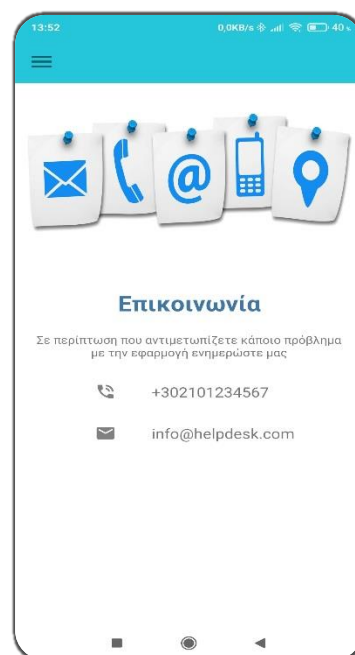 13:52 0,0KB/s 40
Επικοινωνία
Σε περίπτωση που αντιμετωπίζετε κάποιο πρόβλημα
με την εφαρμογή ενημερώστε μας
+302101234567
info@helpdesk.com